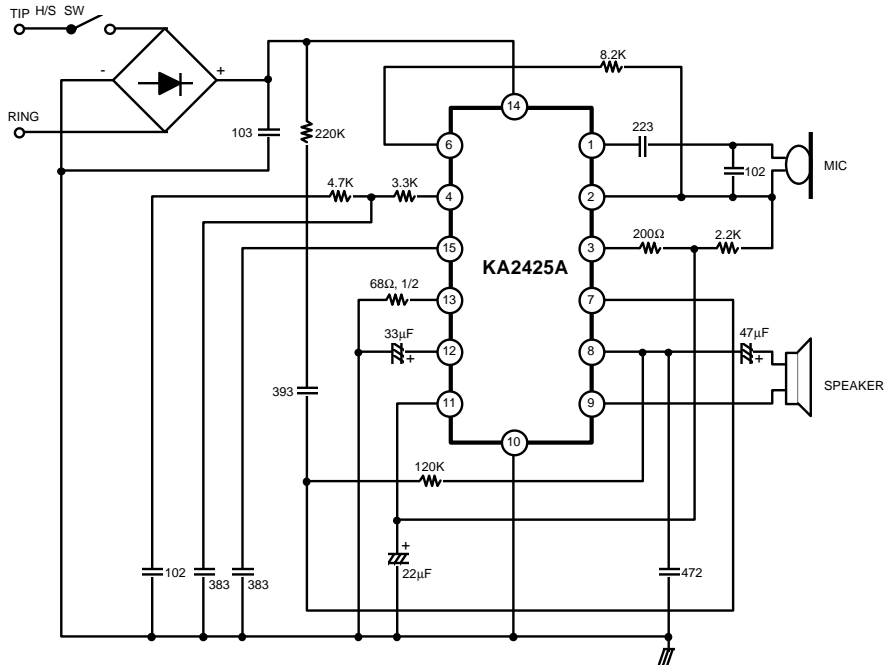 TIP H/S SW
8.2K
-
+
14
RING
103
220K
6
1
223
102
MIC
4.7K
3.3K
4
2
15
3
200Ω
2.2K
KA2425A
68Ω, 1/2
13
7
33μF
+
12
8
47μF
+
SPEAKER
393
11
9
10
120K
+
22μF
102
383
383
472